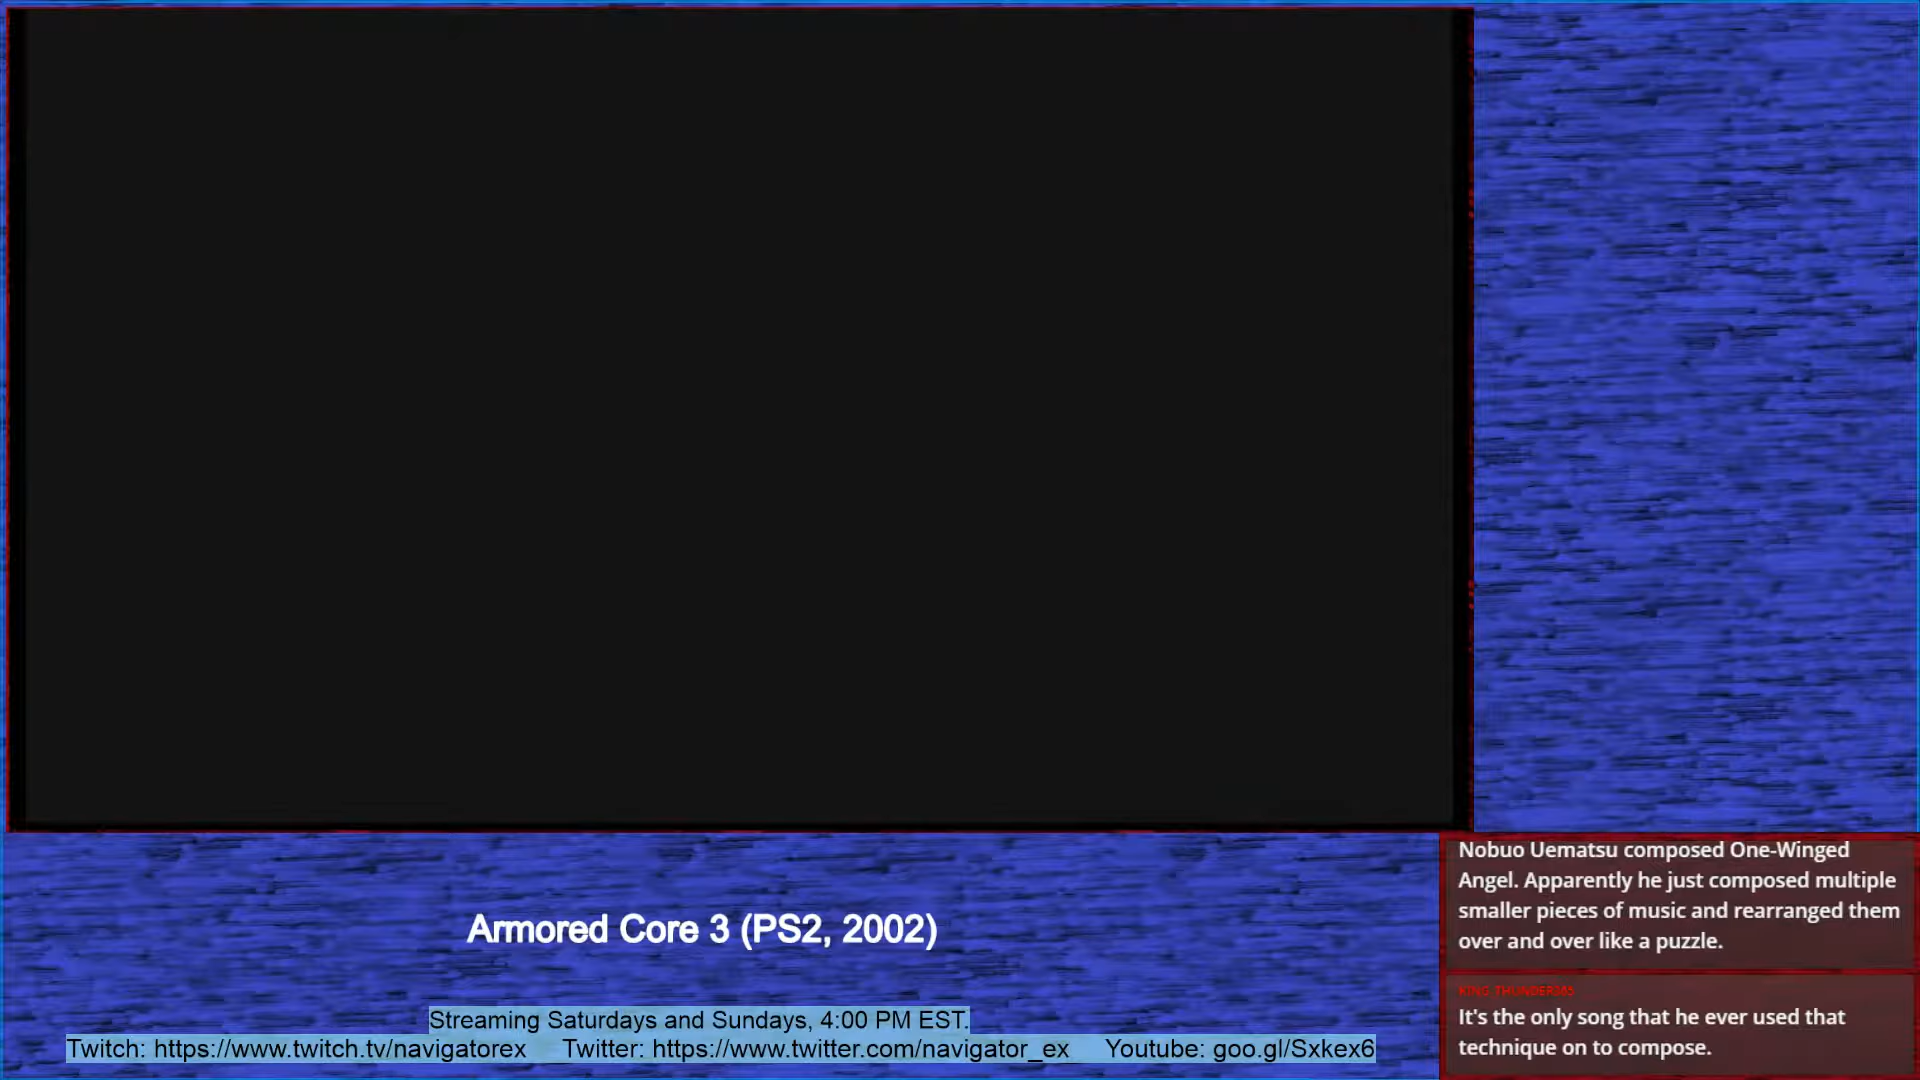 Nobuo Uematsu composed One-Winged
Angel. Apparently he just composed multiple
smaller pieces of music and rearranged them
over and over like a puzzle.
KING_THUNDER365
It's the only song that he ever used that
technique on to compose.
Armored Core 3 (PS2, 2002)
Streaming Saturdays and Sundays, 4:00 PM EST.
Twitch: https://www.twitch.tv/navigatorex Twitter: https://www.twitter.com/navigator_ex Youtube: goo.gl/Sxkex6